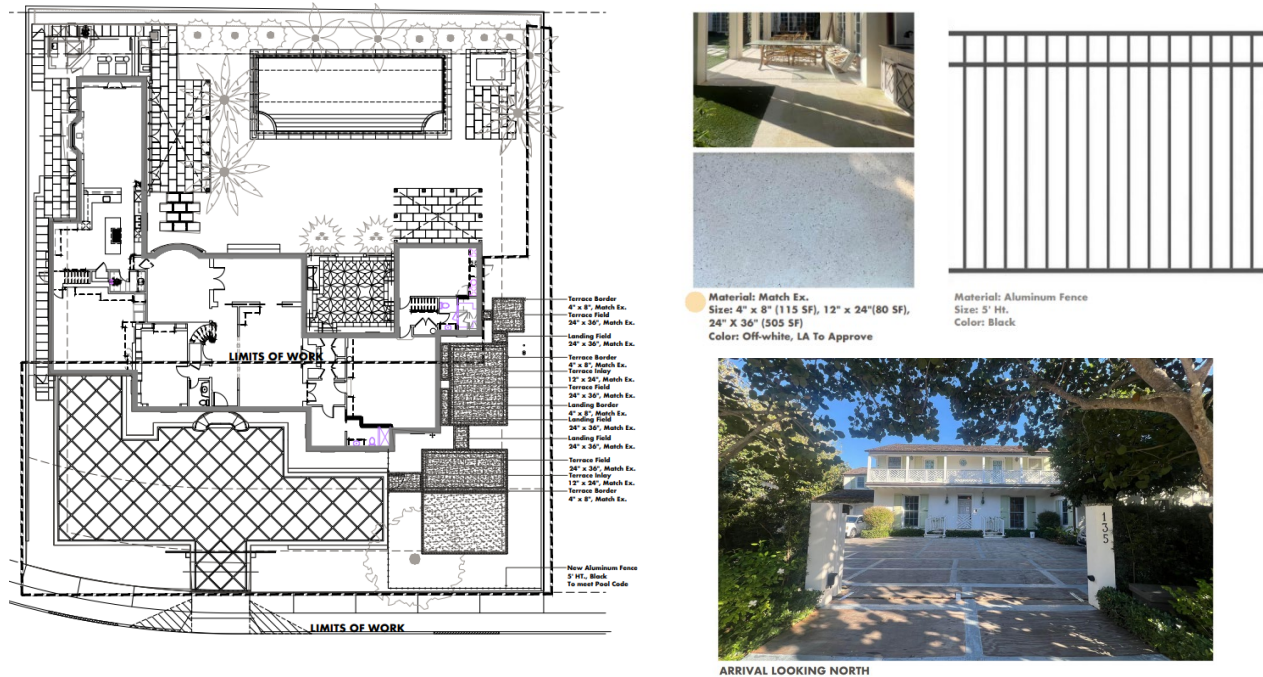 LIMITS OF WORK
Terrace Border
4" x 8", Match Ex.
Terrace Field
24" x 36", Match Ex.
Landing Field
24" x 36", Match Ex.
Terrace Border
4" x 8", Match Ex.
Terrace Inlay
12" x 24", Match Ex.
Terrace Field
24" x 36", Match Ex.
Landing Border
4" x 8", Match Ex.
Landing Field
24" x 36", Match Ex.
Landing Field
24" x 36", Match Ex.
Terrace Field
24" x 36", Match Ex.
Terrace Inlay
12" x 24", Match Ex.
Terrace Border
4" x 8", Match Ex.
New Aluminum Fence
5' HT., Black
To meet Pool Code
LIMITS OF WORK
Material: Match Ex.
Size: 4" x 8" (115 SF), 12" x 24"(80 SF),
24" X 36" (505 SF)
Color: Off-white, LA To Approve
Material: Aluminum Fence
Size: 5' Ht.
Color: Black
135
ARRIVAL LOOKING NORTH